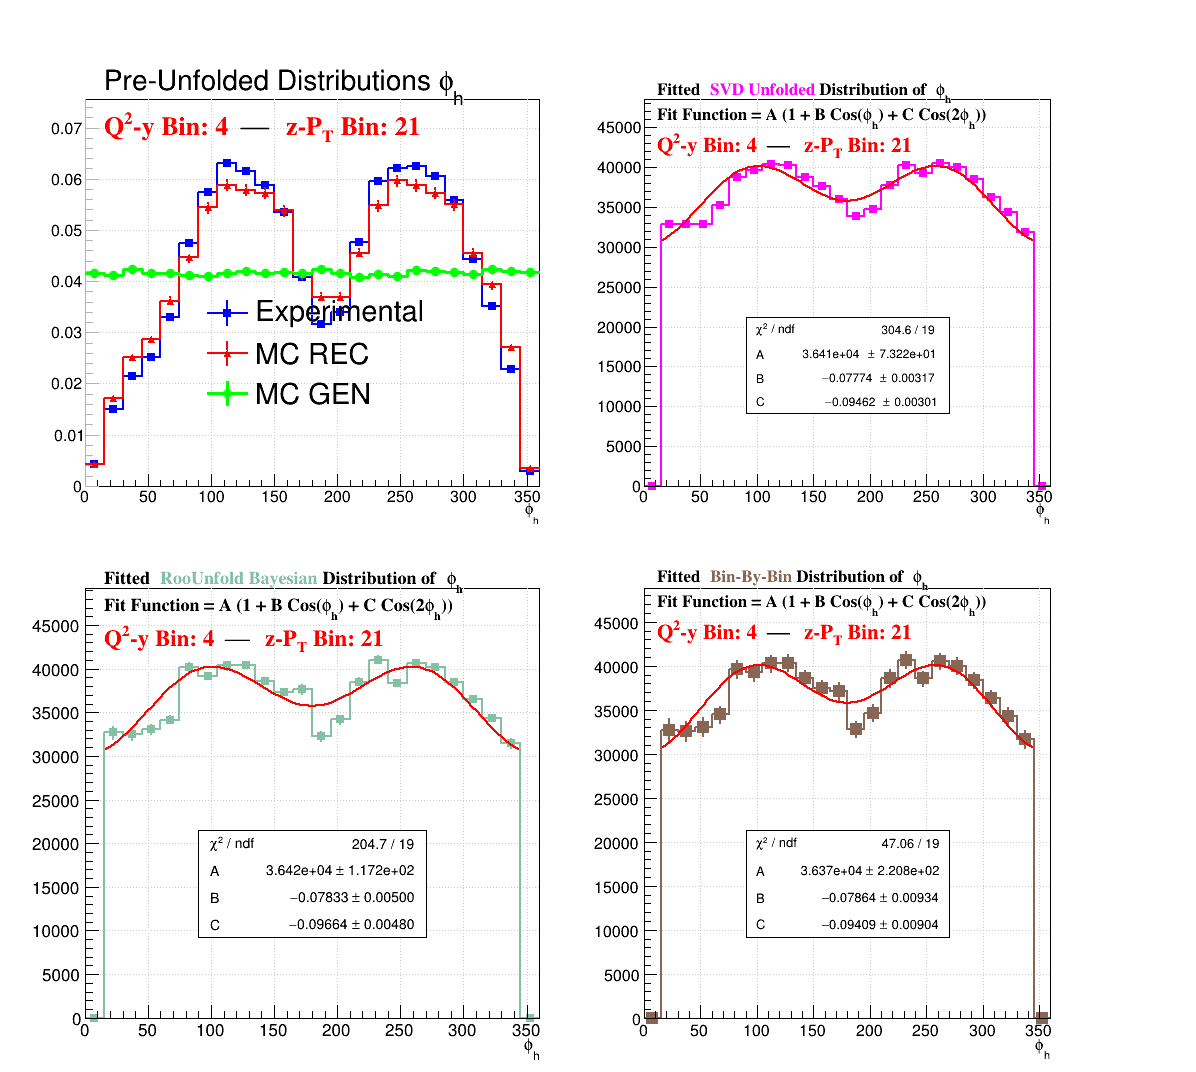 Pre-Unfolded Distributions ϕh
Q²-y Bin: 4 — z-PT Bin: 21
0.07
0.06
0.05
0.04
0.03
0.02
0.01
0
Experimental
MC REC
MC GEN
0 50 100 150 200 250 300 350
ϕh
Fitted SVD Unfolded Distribution of ϕh
Fit Function = A (1 + B Cos(ϕh) + C Cos(2ϕh))
Q²-y Bin: 4 — z-PT Bin: 21
45000
40000
35000
30000
25000
20000
15000
10000
5000
0
χ² / ndf 304.6 / 19
A 3.641e+04 ± 7.322e+01
B −0.07774 ± 0.00317
C −0.09462 ± 0.00301
0 50 100 150 200 250 300 350
ϕh
Fitted RooUnfold Bayesian Distribution of ϕh
Fit Function = A (1 + B Cos(ϕh) + C Cos(2ϕh))
Q²-y Bin: 4 — z-PT Bin: 21
45000
40000
35000
30000
25000
20000
15000
10000
5000
0
χ² / ndf 204.7 / 19
A 3.642e+04 ± 1.172e+02
B −0.07833 ± 0.00500
C −0.09664 ± 0.00480
0 50 100 150 200 250 300 350
ϕh
Fitted Bin-By-Bin Distribution of ϕh
Fit Function = A (1 + B Cos(ϕh) + C Cos(2ϕh))
Q²-y Bin: 4 — z-PT Bin: 21
45000
40000
35000
30000
25000
20000
15000
10000
5000
0
χ² / ndf 47.06 / 19
A 3.637e+04 ± 2.208e+02
B −0.07864 ± 0.00934
C −0.09409 ± 0.00904
0 50 100 150 200 250 300 350
ϕh